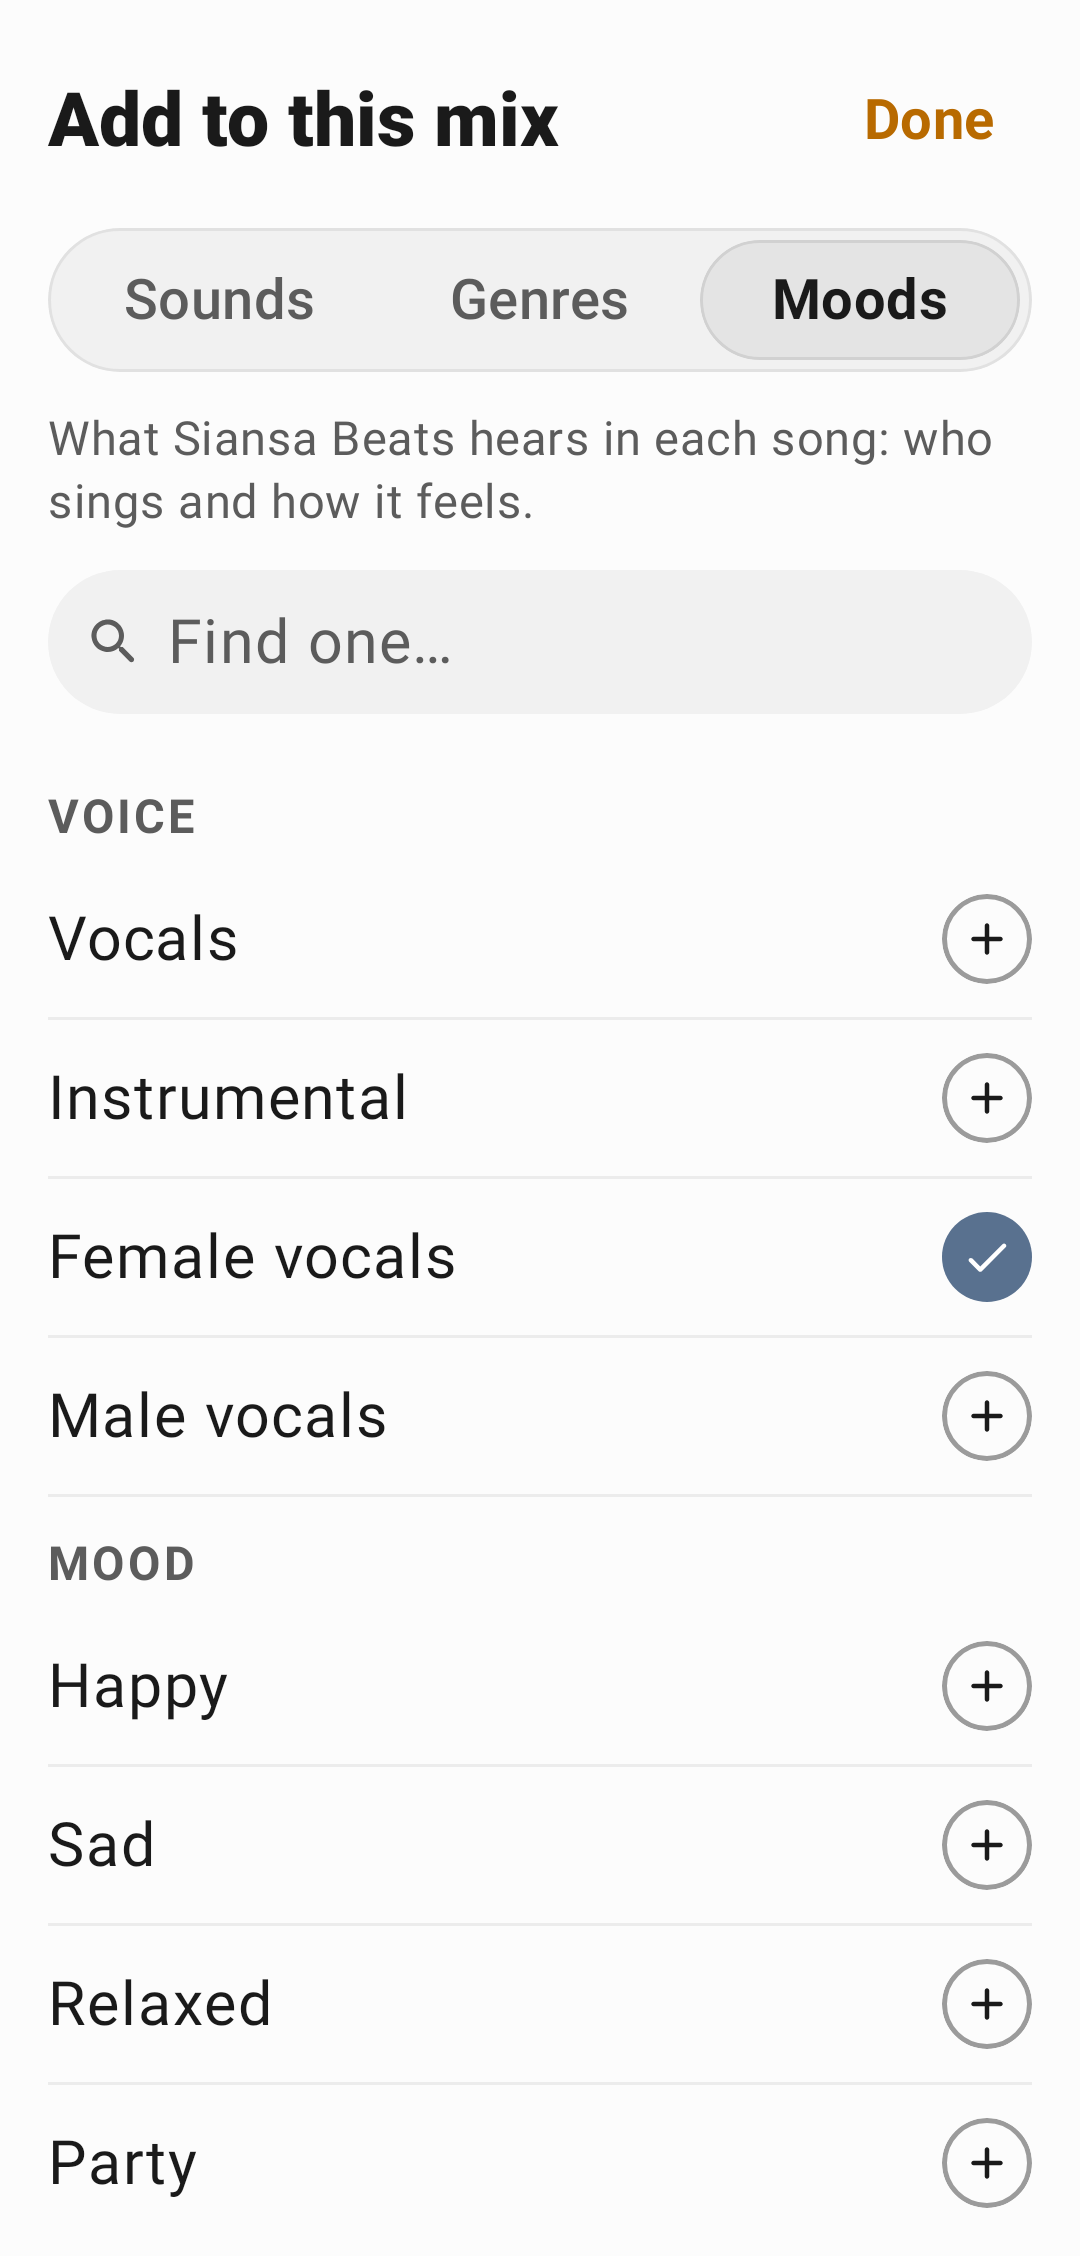 Add to this mix
Done
Sounds
Genres
Moods
What Siansa Beats hears in each song: who
sings and how it feels.
Find one…
VOICE
Vocals
Instrumental
Female vocals
Male vocals
MOOD
Happy
Sad
Relaxed
Party